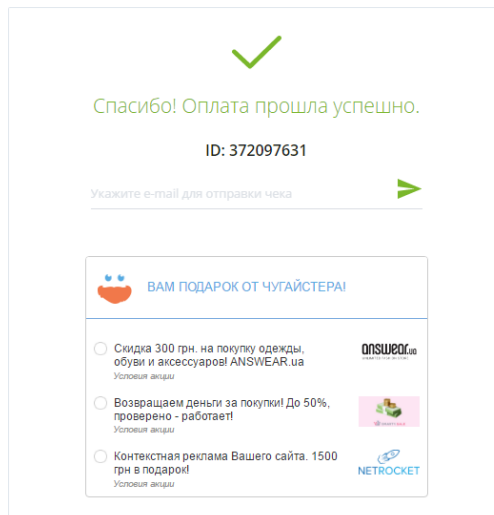 Спасибо! Оплата прошла успешно.
ID: 372097631
Укажите e-mail для отправки чека
ВАМ ПОДАРОК ОТ ЧУГАЙСТЕРА!
Скидка 300 грн. на покупку одежды,
обуви и аксессуаров! ANSWEAR.ua
Условия акции
answear.ua
Возвращаем деньги за покупки! До 50%,
проверено - работает!
Условия акции
Контекстная реклама Вашего сайта. 1500
грн в подарок!
Условия акции
NETROCKET